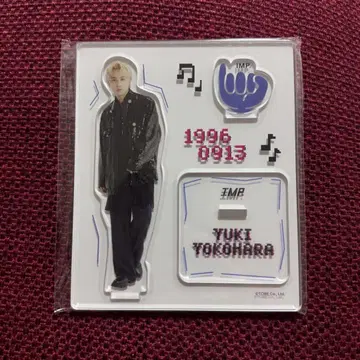 IMP.
1996
0913
IMP.
YUKI
YOKOHARA